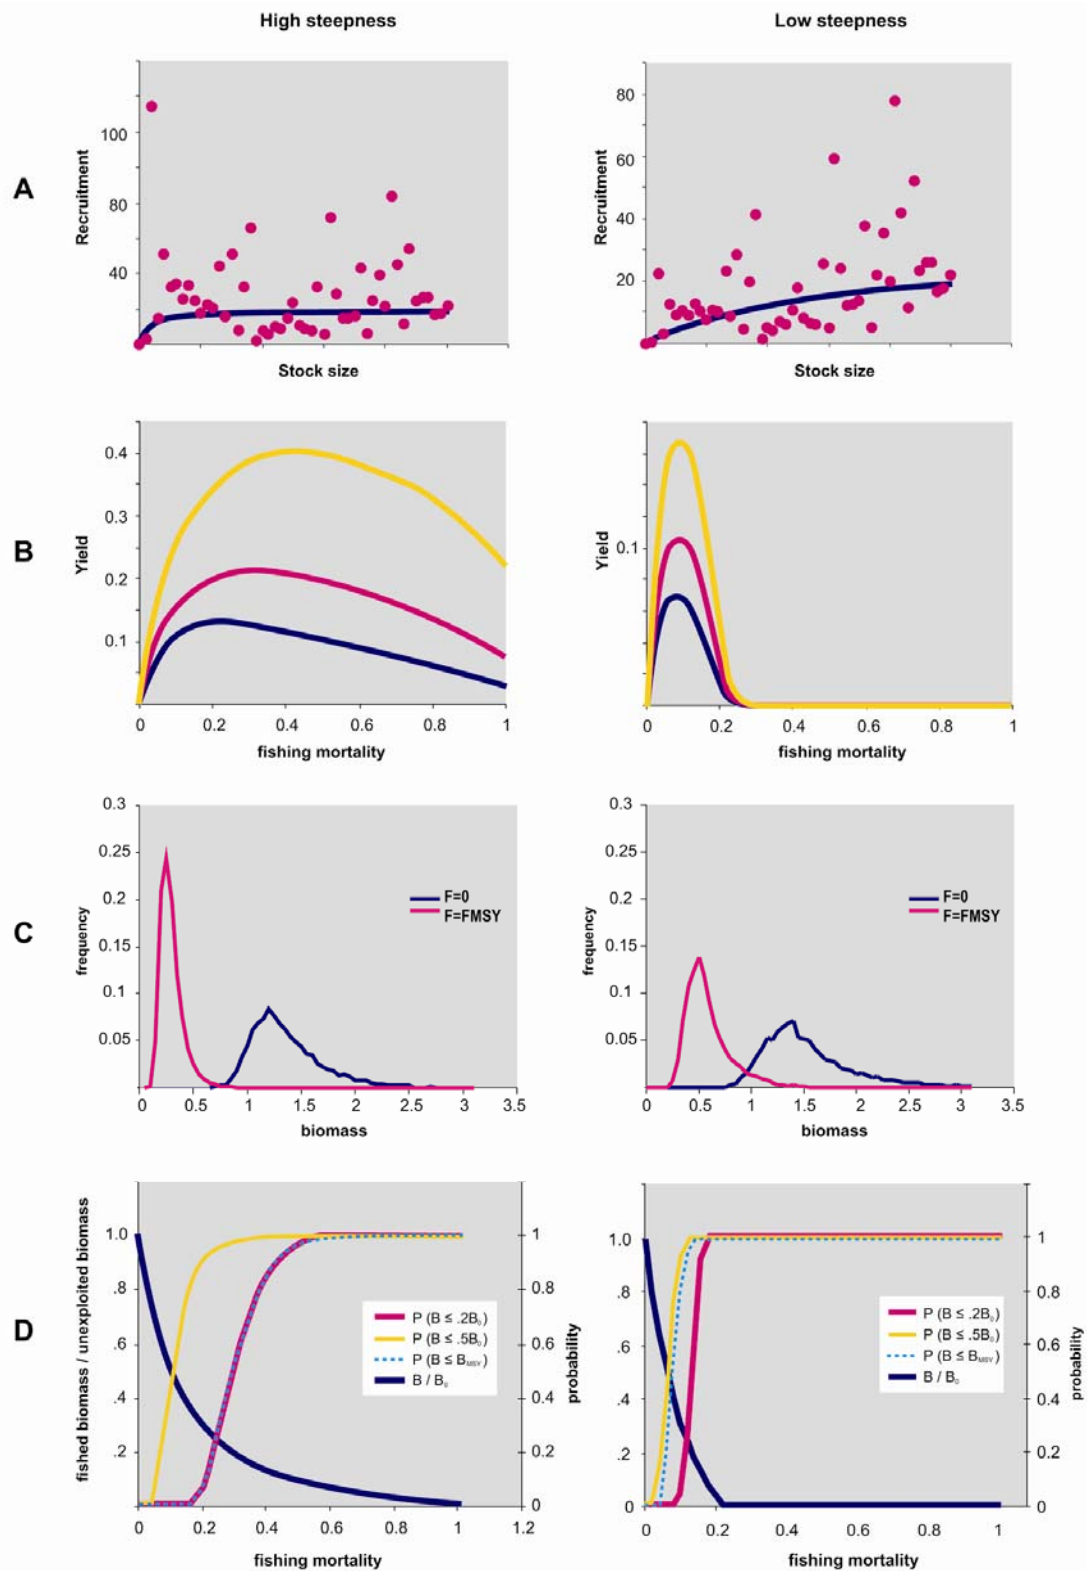 High steepness
Low steepness
A
Recruitment
100
80
40
Stock size
Recruitment
80
60
40
20
Stock size
B
Yield
0.4
0.3
0.2
0.1
0 0.2 0.4 0.6 0.8 1
fishing mortality
Yield
0.1
0 0.2 0.4 0.6 0.8 1
fishing mortality
C
frequency
0.3
0.25
0.2
0.15
0.1
0.05
0 0.5 1 1.5 2 2.5 3 3.5
biomass
F=0
F=FMSY
frequency
0.3
0.25
0.2
0.15
0.1
0.05
0 0.5 1 1.5 2 2.5 3 3.5
biomass
F=0
F=FMSY
D
fished biomass / unexploited biomass
1.0
.8
.6
.4
.2
0 0.2 0.4 0.6 0.8 1 1.2
fishing mortality
1
0.8
0.6
0.4
0.2
0
probability
P (B ≤ .2B₀)
P (B ≤ .5B₀)
P (B ≤ BMSY)
B / B₀
1.0
.8
.6
.4
.2
0
0 0.2 0.4 0.6 0.8 1
fishing mortality
1
0.8
0.6
0.4
0.2
0
probability
P (B ≤ .2B₀)
P (B ≤ .5B₀)
P (B ≤ BMSY)
B / B₀